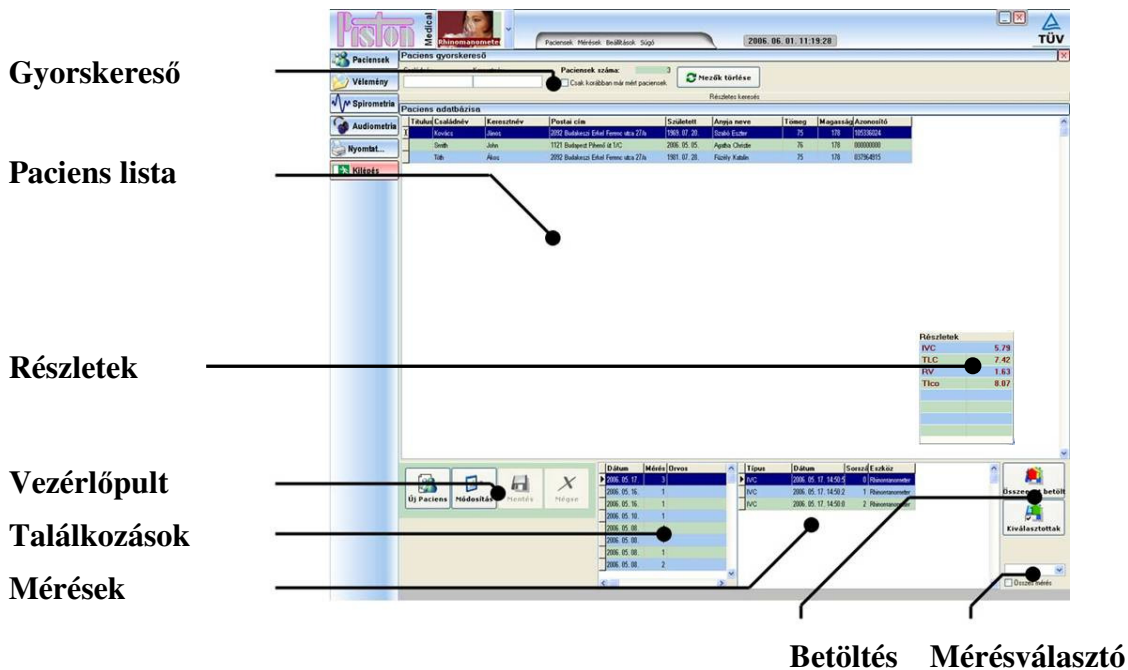 Piston
Medical
Rhinomanometer
Paciensek Mérések Beállítások Súgó
2006. 06. 01. 11:19:28
TÜV
Gyorskereső
Paciensek
Paciens gyorskereső
Paciensek száma: 3
Csak korábban már mért paciensek
Mezők törlése
Részletes keresés
Vélemény
Spirometria
Audiometria
Nyomtat...
Kilépés
Paciens adatbázisa
Titulus Családnév Keresztnév Postai cím Született Anyja neve Tömeg Magasság Azonosító
Kovács János 2092 Budakeszi Erkel Ferenc utca 27/a 1969. 07. 28. Szabó Eszter 75 178 105336024
Smith John 1121 Budapest Pihenő út 1/C 2006. 05. 05. Agatha Christie 76 178 000000000
Tóth Ákos 2092 Budakeszi Erkel Ferenc utca 27/a 1981. 07. 28. Füzély Katalin 75 178 037964915
Paciens lista
Részletek
Részletek
IVC 5.79
TLC 7.42
RV 1.63
Tlco 8.07
Vezérlőpult
Találkozások
Mérések
Új Paciens Módosítás Mentés Mégse
Dátum Mérés Orvos
2006. 05. 17. 3
2006. 05. 16. 1
2006. 05. 16. 1
2006. 05. 10. 1
2006. 05. 08.
2006. 05. 08.
2006. 05. 08. 1
2006. 05. 08. 2
Típus Dátum Sorszá Eszköz
IVC 2006. 05. 17. 14:50:5 0 Rhinomanometer
IVC 2006. 05. 17. 14:50:2 1 Rhinomanometer
IVC 2006. 05. 17. 14:50:0 2 Rhinomanometer
betölt
Kiválasztottak
Összes mérés
Betöltés Mérésválasztó